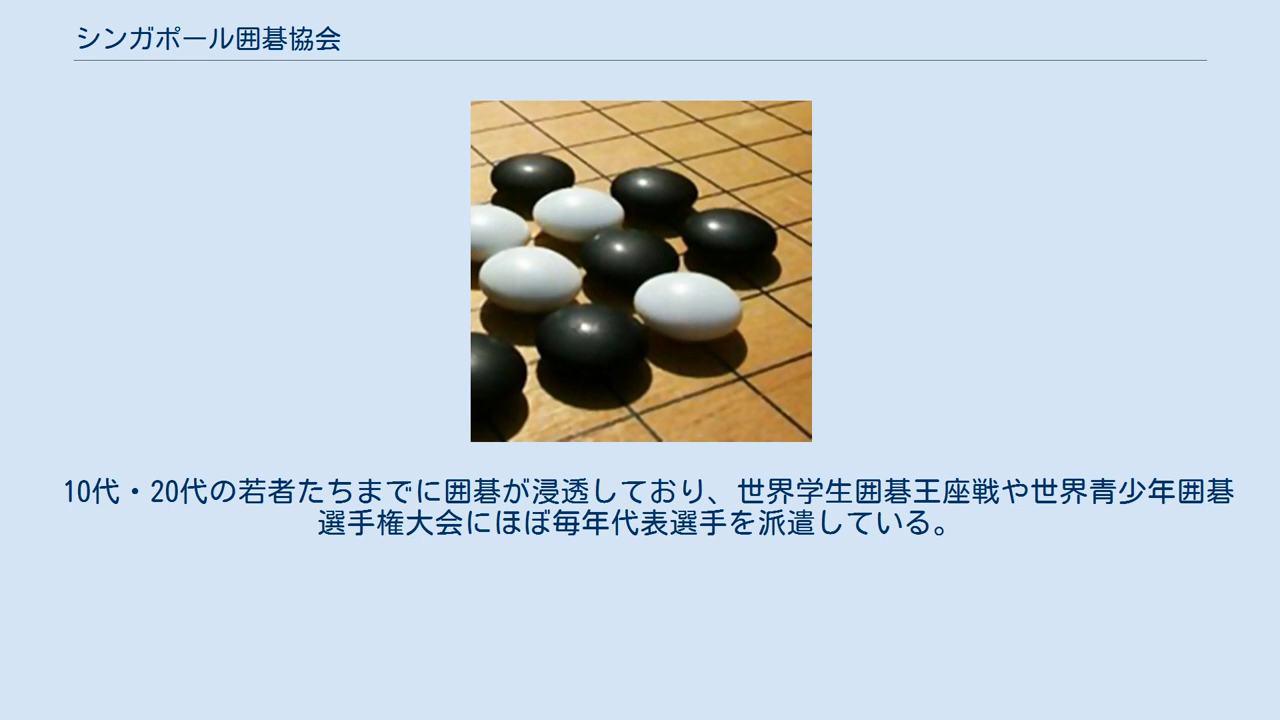 シンガポール囲碁協会
10代・20代の若者たちまでに囲碁が浸透しており、世界学生囲碁王座戦や世界青少年囲碁
選手権大会にほぼ毎年代表選手を派遣している。